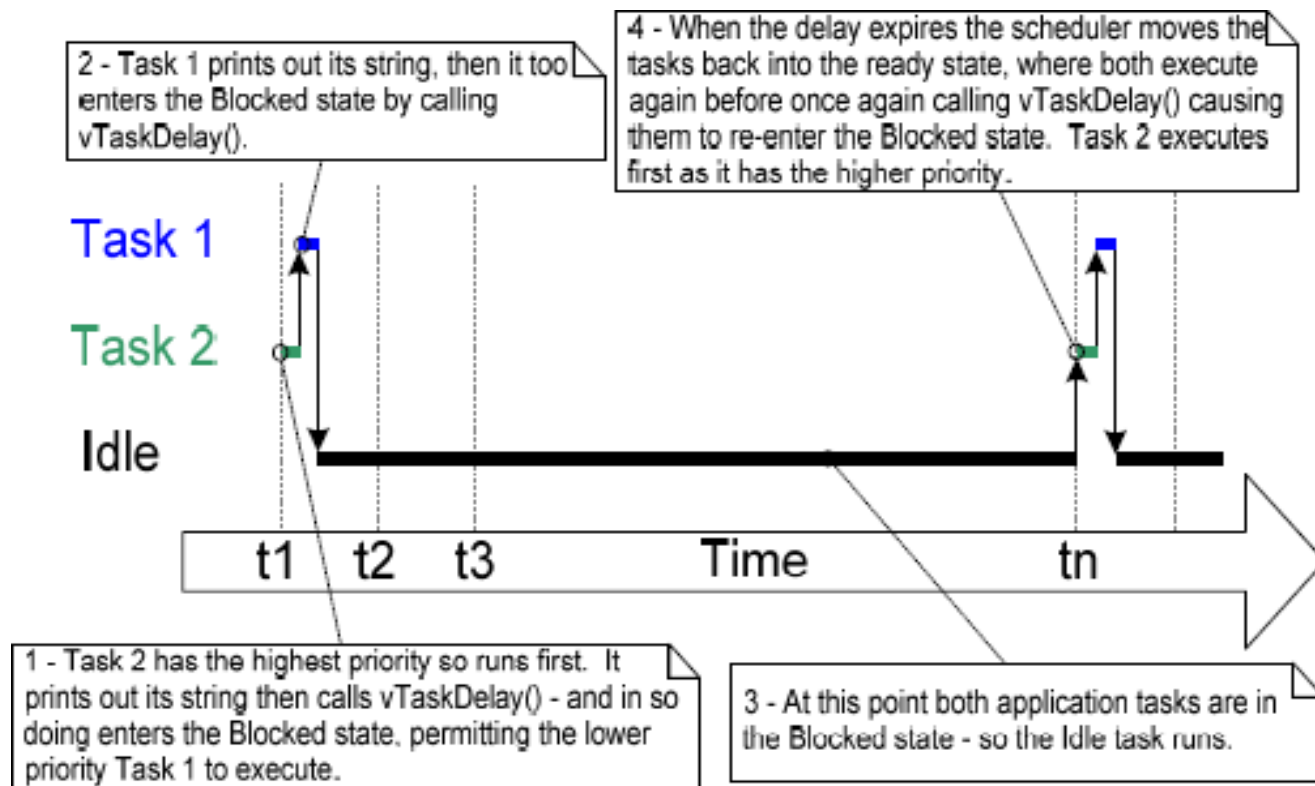 2 - Task 1 prints out its string, then it too
enters the Blocked state by calling
vTaskDelay().
4 - When the delay expires the scheduler moves the
tasks back into the ready state, where both execute
again before once again calling vTaskDelay() causing
them to re-enter the Blocked state. Task 2 executes
first as it has the higher priority.
Task 1
Task 2
Idle
t1 t2 t3 Time tn
1 - Task 2 has the highest priority so runs first. It
prints out its string then calls vTaskDelay() - and in so
doing enters the Blocked state, permitting the lower
priority Task 1 to execute.
3 - At this point both application tasks are in
the Blocked state - so the Idle task runs.